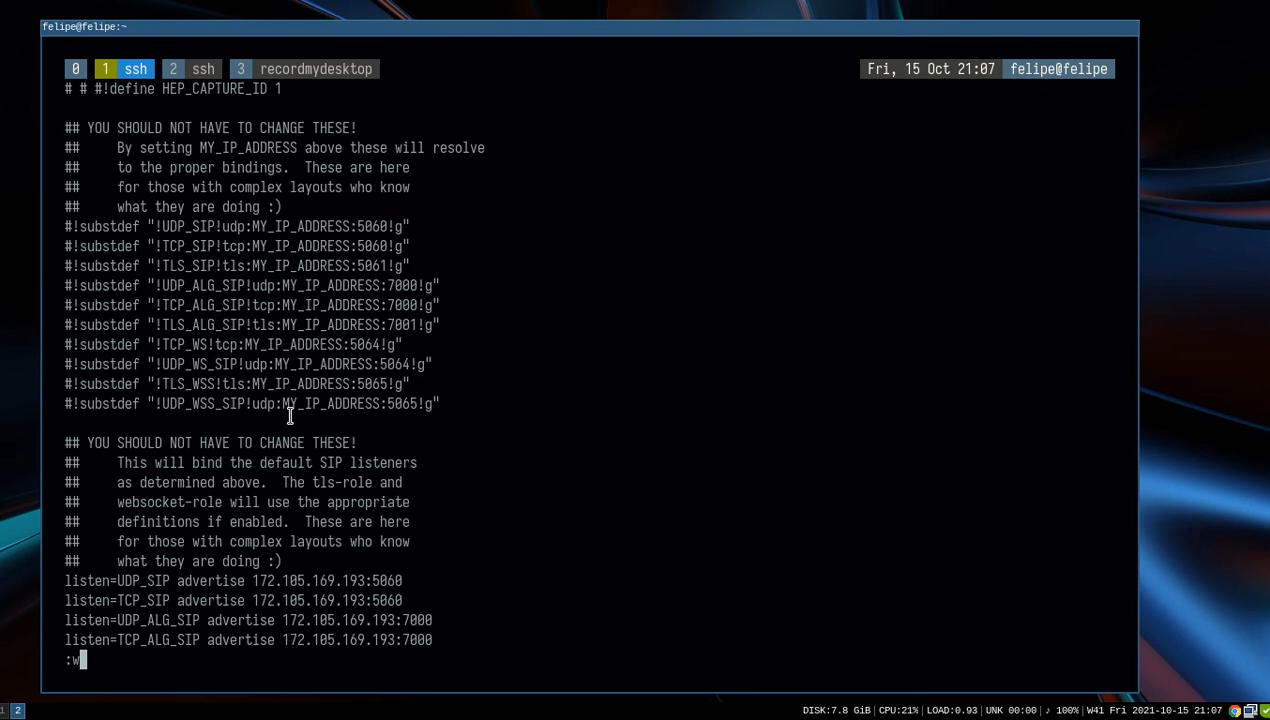 felipe@felipe:~
0 1 ssh 2 ssh 3 recordmydesktop Fri, 15 Oct 21:07 felipe@felipe
# # #!define HEP_CAPTURE_ID 1
## YOU SHOULD NOT HAVE TO CHANGE THESE!
## By setting MY_IP_ADDRESS above these will resolve
## to the proper bindings. These are here
## for those with complex layouts who know
## what they are doing :)
#!substdef "!UDP_SIP!udp:MY_IP_ADDRESS:5060!g"
#!substdef "!TCP_SIP!tcp:MY_IP_ADDRESS:5060!g"
#!substdef "!TLS_SIP!tls:MY_IP_ADDRESS:5061!g"
#!substdef "!UDP_ALG_SIP!udp:MY_IP_ADDRESS:7000!g"
#!substdef "!TCP_ALG_SIP!tcp:MY_IP_ADDRESS:7000!g"
#!substdef "!TLS_ALG_SIP!tls:MY_IP_ADDRESS:7001!g"
#!substdef "!TCP_WS!tcp:MY_IP_ADDRESS:5064!g"
#!substdef "!UDP_WS_SIP!udp:MY_IP_ADDRESS:5064!g"
#!substdef "!TLS_WSS!tls:MY_IP_ADDRESS:5065!g"
#!substdef "!UDP_WSS_SIP!udp:MY_IP_ADDRESS:5065!g"
## YOU SHOULD NOT HAVE TO CHANGE THESE!
## This will bind the default SIP listeners
## as determined above. The tls-role and
## websocket-role will use the appropriate
## definitions if enabled. These are here
## for those with complex layouts who know
## what they are doing :)
listen=UDP_SIP advertise 172.105.169.193:5060
listen=TCP_SIP advertise 172.105.169.193:5060
listen=UDP_ALG_SIP advertise 172.105.169.193:7000
listen=TCP_ALG_SIP advertise 172.105.169.193:7000
:w
1 2 DISK:7.8 GiB|CPU:21%|LOAD:0.93|UNK 00:00|♪ 100%|W41 Fri 2021-10-15 21:07